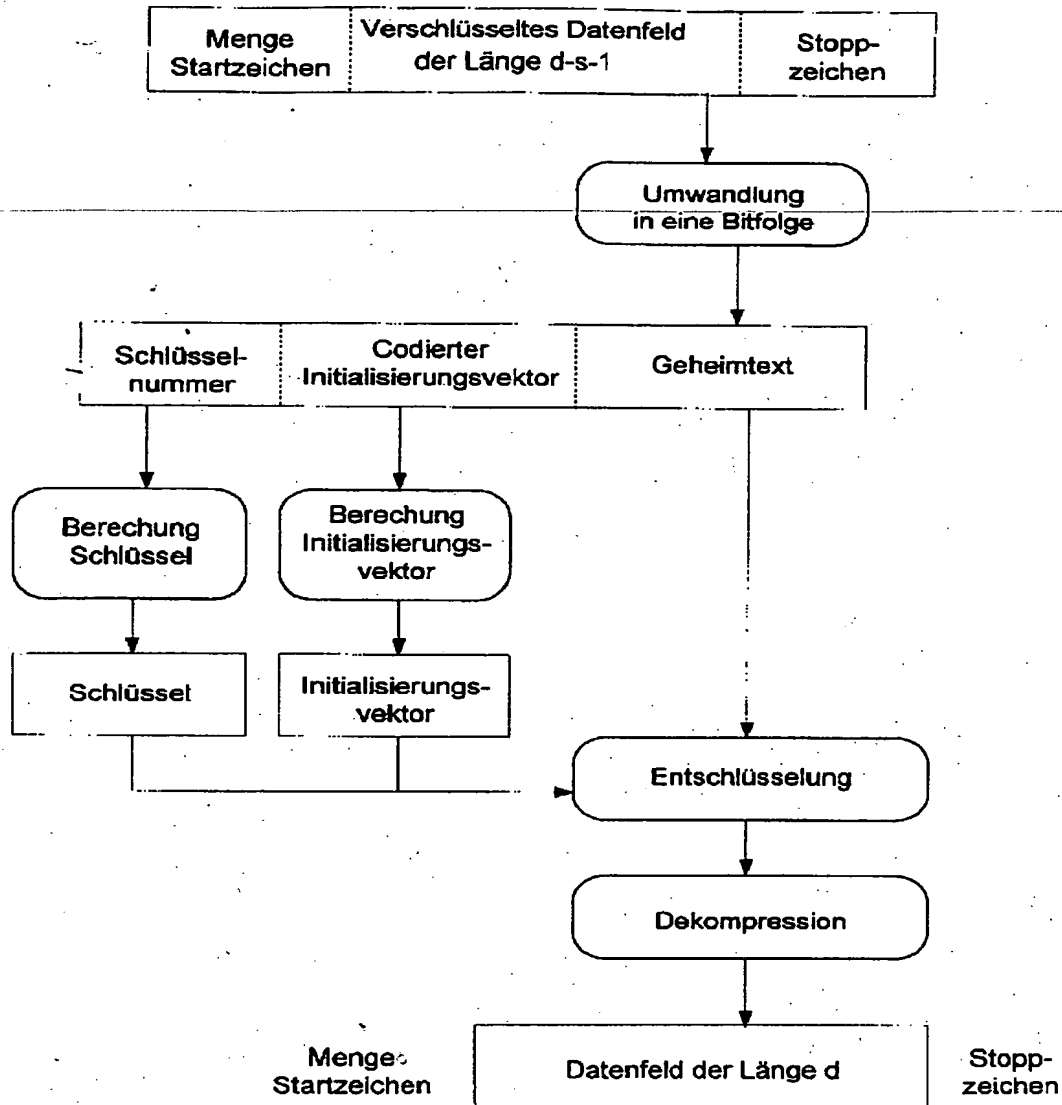 Menge
Startzeichen
Verschlüsseltes Datenfeld
der Länge d-s-1
Stopp-
zeichen
Umwandlung
in eine Bitfolge
Schlüssel-
nummer
Codierter
Initialisierungsvektor
Geheimtext
Berechung
Schlüssel
Berechung
Initialisierungs-
vektor
Schlüssel
Initialisierungs-
vektor
Entschlüsselung
Dekompression
Menge
Startzeichen
Datenfeld der Länge d
Stopp-
zeichen